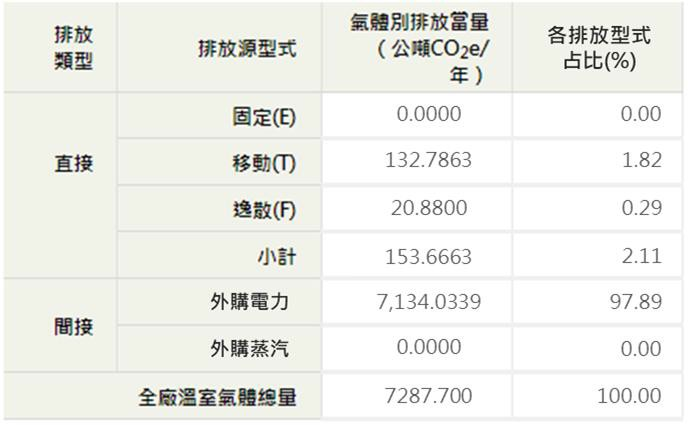 排放
類型
排放源型式
氣體別排放當量
（公噸CO2e/
年）
各排放型式
占比(%)
直接
固定(E)
0.0000
0.00
移動(T)
132.7863
1.82
逸散(F)
20.8800
0.29
小計
153.6663
2.11
間接
外購電力
7,134.0339
97.89
外購蒸汽
0.0000
0.00
全廠溫室氣體總量
7287.700
100.00